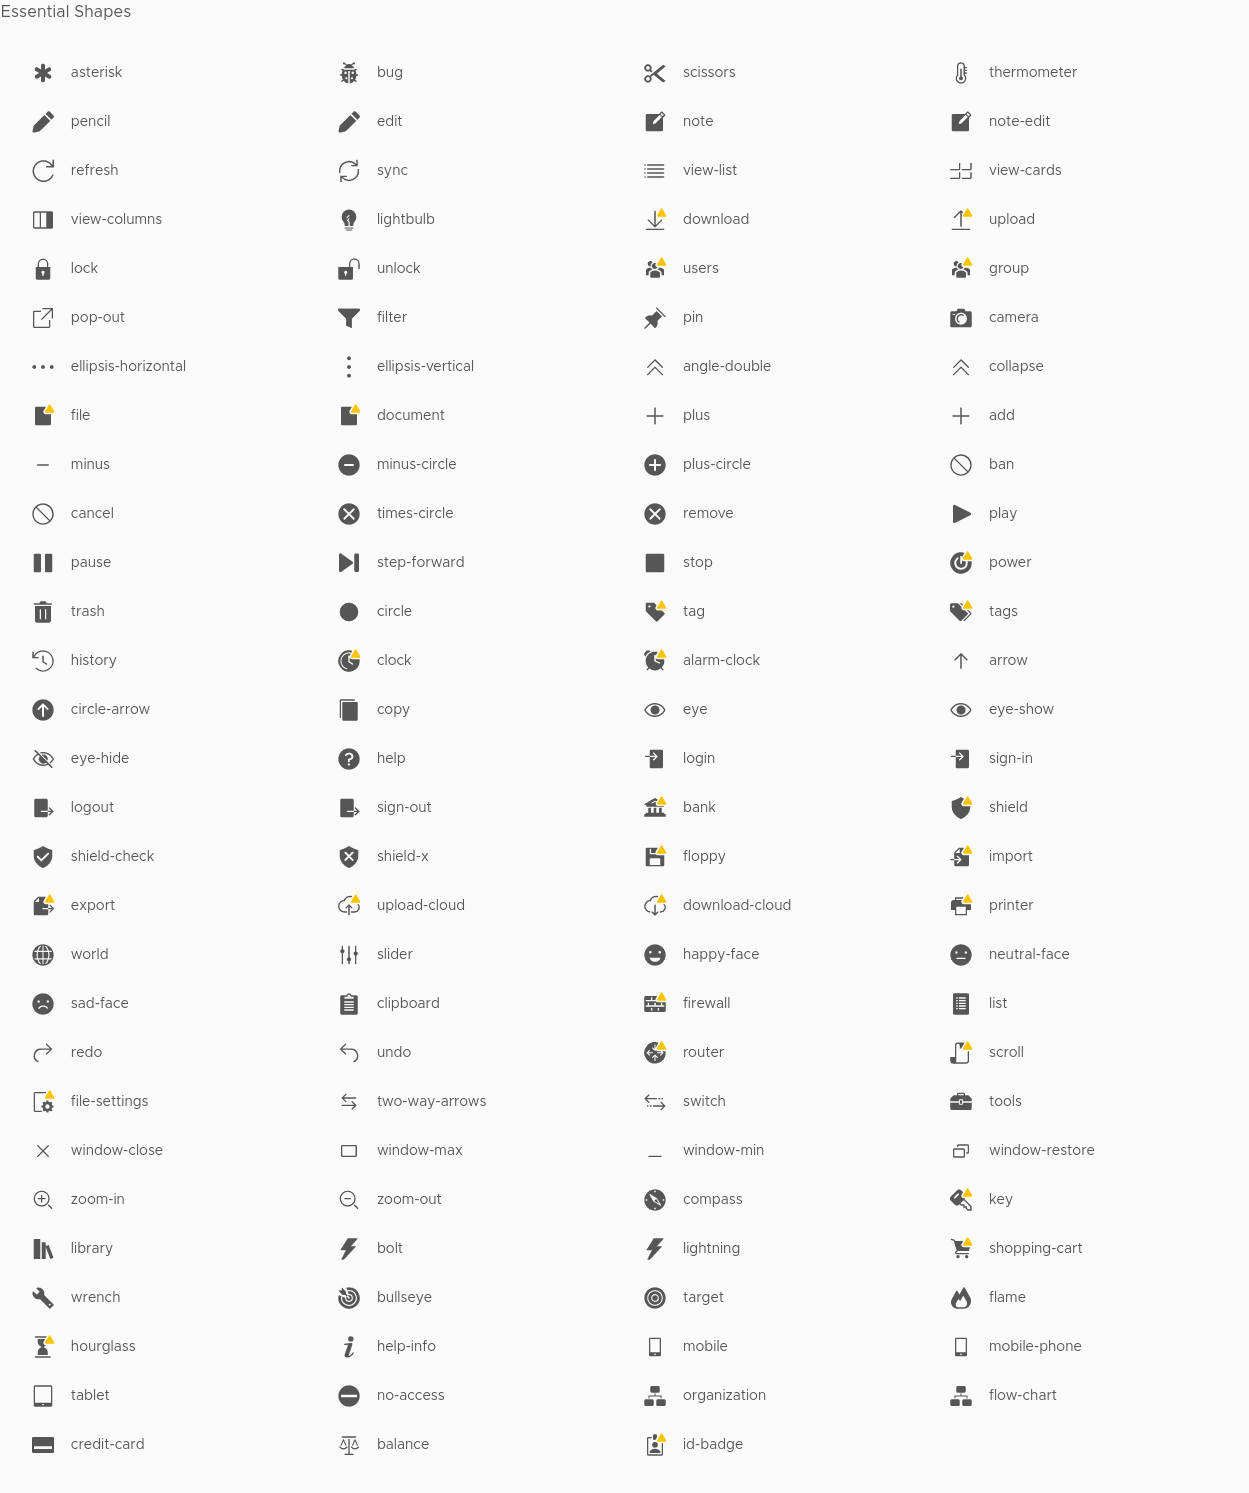 Essential Shapes
asterisk bug scissors thermometer
pencil edit note note-edit
refresh sync view-list view-cards
view-columns lightbulb download upload
lock unlock users group
pop-out filter pin camera
ellipsis-horizontal ellipsis-vertical angle-double collapse
file document plus add
minus minus-circle plus-circle ban
cancel times-circle remove play
pause step-forward stop power
trash circle tag tags
history clock alarm-clock arrow
circle-arrow copy eye eye-show
eye-hide help login sign-in
logout sign-out bank shield
shield-check shield-x floppy import
export upload-cloud download-cloud printer
world slider happy-face neutral-face
sad-face clipboard firewall list
redo undo router scroll
file-settings two-way-arrows switch tools
window-close window-max window-min window-restore
zoom-in zoom-out compass key
library bolt lightning shopping-cart
wrench bullseye target flame
hourglass help-info mobile mobile-phone
tablet no-access organization flow-chart
credit-card balance id-badge